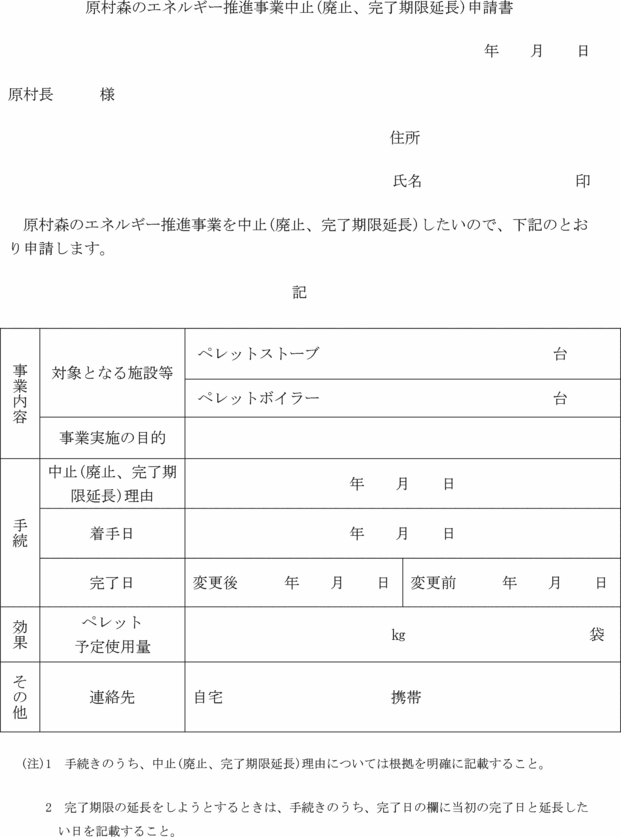 原村森のエネルギー推進事業中止(廃止、完了期限延長)申請書
年　月　日
原村長　　様
住所
氏名　　　　　　印
原村森のエネルギー推進事業を中止(廃止、完了期限延長)したいので、下記のとお
り申請します。
記
事業内容
対象となる施設等
ペレットストーブ　　　台
ペレットボイラー　　　台
事業実施の目的
手続
中止(廃止、完了期
限延長)理由
年　月　日
着手日
年　月　日
完了日
変更後　　年　月　日
変更前　　年　月　日
効果
ペレット
予定使用量
kg　　　袋
その他
連絡先
自宅　　　携帯
(注)1　手続きのうち、中止(廃止、完了期限延長)理由については根拠を明確に記載すること。
2　完了期限の延長をしようとするときは、手続きのうち、完了日の欄に当初の完了日と延長した
い日を記載すること。